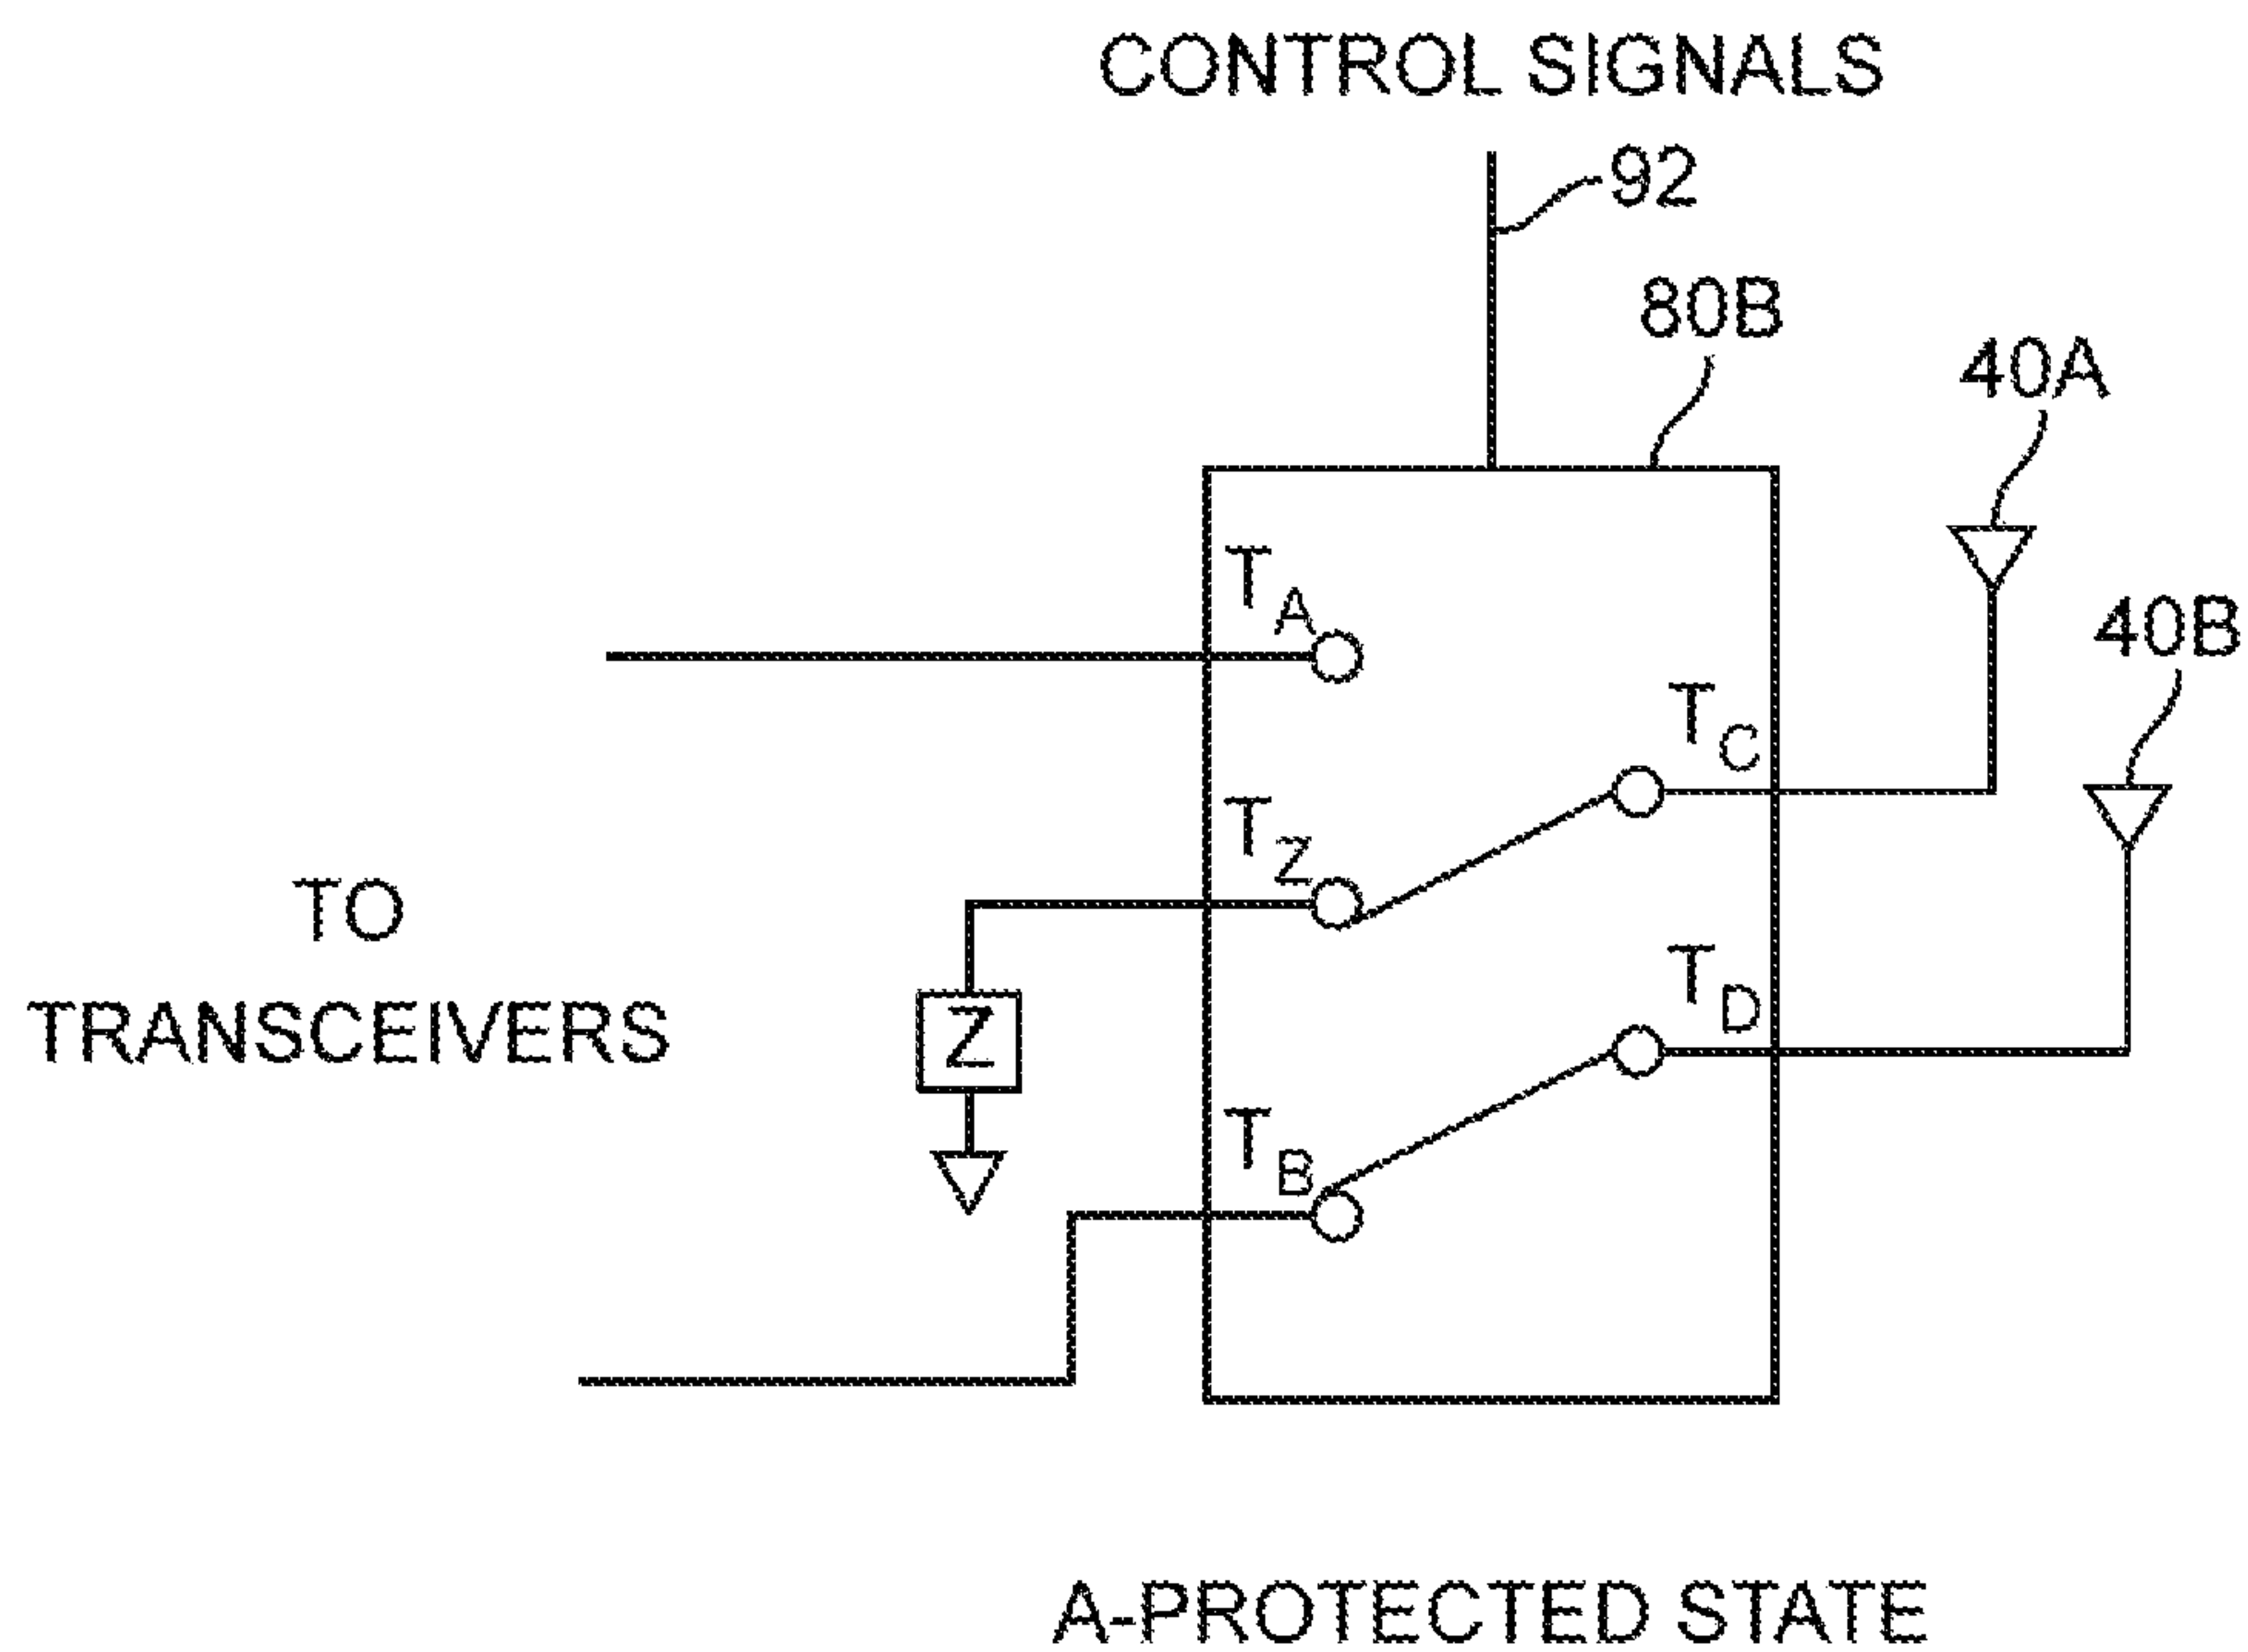 CONTROL SIGNALS
92
80B
40A
40B
TA
TC
TZ
TD
TB
Z
TO
TRANSCEIVERS
A-PROTECTED STATE